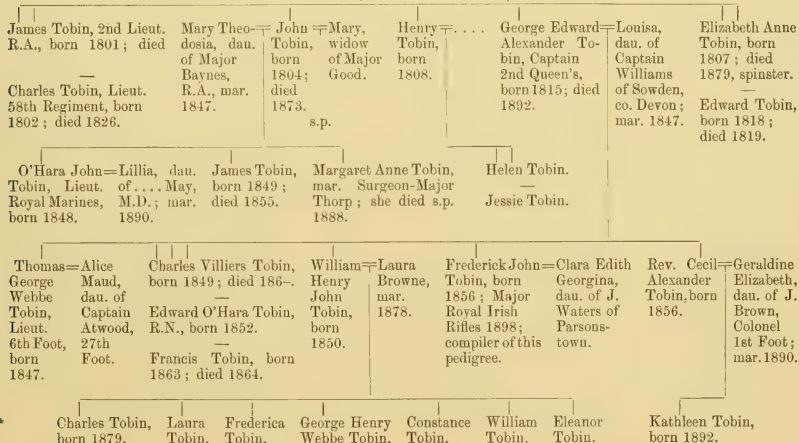 James Tobin, 2nd Lieut.
R.A., born 1801; died
—
Charles Tobin, Lieut.
58th Regiment, born
1802; died 1826.
Mary Theo-
dosia, dau.
of Major
Baynes,
R.A., mar.
1847.
John
Tobin,
born
1804;
died
1873.
Mary,
widow
of Major
Good.
s.p.
Henry
Tobin,
born
1808.
. . . .
George Edward
Alexander To-
bin, Captain
2nd Queen's,
born 1815; died
1892.
Louisa,
dau. of
Captain
Williams
of Sowden,
co. Devon;
mar. 1847.
Elizabeth Anne
Tobin, born
1807; died
1879, spinster.
—
Edward Tobin,
born 1818;
died 1819.
O'Hara John
Tobin, Lieut.
Royal Marines,
born 1848.
=
Lillia, dau.
of .... May,
M.D.; mar.
1890.
James Tobin,
born 1849;
died 1855.
Margaret Anne Tobin,
mar. Surgeon-Major
Thorp; she died s.p.
1888.
Helen Tobin.
—
Jessie Tobin.
Thomas
George
Webbe
Tobin,
Lieut.
6th Foot,
born
1847.
=
Alice
Maud,
dau. of
Captain
Atwood,
27th
Foot.
Charles Villiers Tobin,
born 1849; died 186–.
—
Edward O'Hara Tobin,
R.N., born 1852.
—
Francis Tobin, born
1863; died 1864.
William
Henry
John
Tobin,
born
1850.
Laura
Browne,
mar.
1878.
Frederick John
Tobin, born
1856; Major
Royal Irish
Rifles 1898;
compiler of this
pedigree.
=
Clara Edith
Georgina,
dau. of J.
Waters of
Parsons-
town.
Rev. Cecil
Alexander
Tobin, born
1856.
Geraldine
Elizabeth,
dau. of J.
Brown,
Colonel
1st Foot;
mar. 1890.
*
Charles Tobin,
born 1879.
Laura
Tobin.
Frederica
Tobin.
George Henry
Webbe Tobin.
Constance
Tobin.
William
Tobin.
Eleanor
Tobin.
Kathleen Tobin,
born 1892.